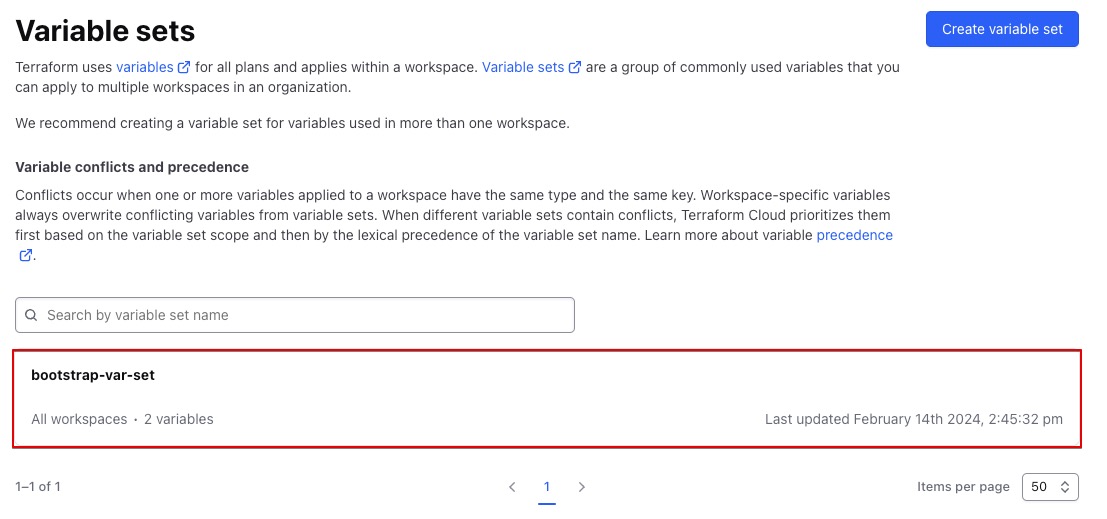 Variable sets
Create variable set
Terraform uses variables for all plans and applies within a workspace. Variable sets are a group of commonly used variables that you
can apply to multiple workspaces in an organization.
We recommend creating a variable set for variables used in more than one workspace.
Variable conflicts and precedence
Conflicts occur when one or more variables applied to a workspace have the same type and the same key. Workspace-specific variables
always overwrite conflicting variables from variable sets. When different variable sets contain conflicts, Terraform Cloud prioritizes them
first based on the variable set scope and then by the lexical precedence of the variable set name. Learn more about variable precedence
.
Search by variable set name
bootstrap-var-set
All workspaces · 2 variables
Last updated February 14th 2024, 2:45:32 pm
1–1 of 1
1
Items per page 50